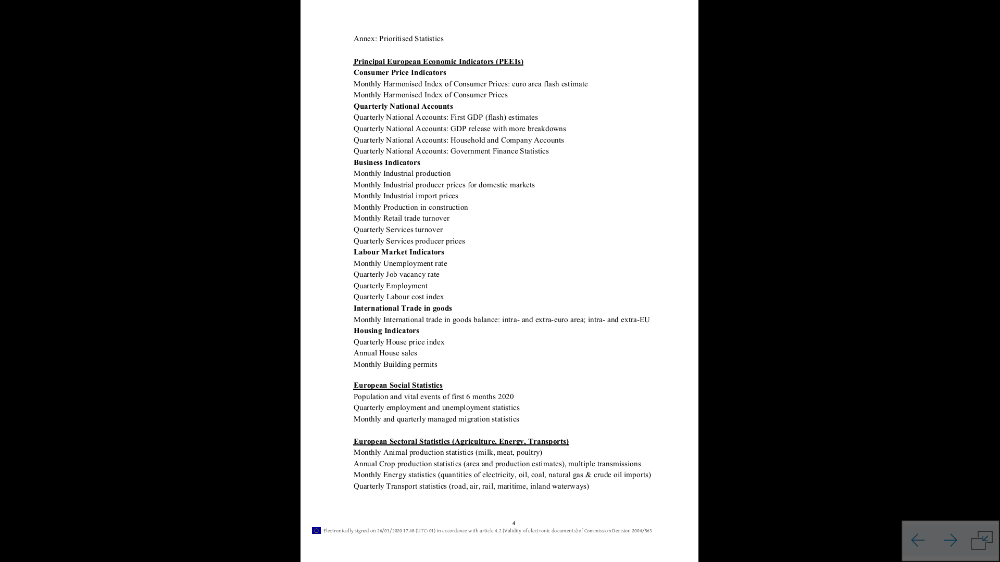 Annex: Prioritised Statistics
Principal European Economic Indicators (PEEIs)
Consumer Price Indicators
Monthly Harmonised Index of Consumer Prices: euro area flash estimate
Monthly Harmonised Index of Consumer Prices
Quarterly National Accounts
Quarterly National Accounts: First GDP (flash) estimates
Quarterly National Accounts: GDP release with more breakdowns
Quarterly National Accounts: Household and Company Accounts
Quarterly National Accounts: Government Finance Statistics
Business Indicators
Monthly Industrial production
Monthly Industrial producer prices for domestic markets
Monthly Industrial import prices
Monthly Production in construction
Monthly Retail trade turnover
Quarterly Services turnover
Quarterly Services producer prices
Labour Market Indicators
Monthly Unemployment rate
Quarterly Job vacancy rate
Quarterly Employment
Quarterly Labour cost index
International Trade in goods
Monthly International trade in goods balance: intra- and extra-euro area; intra- and extra-EU
Housing Indicators
Quarterly House price index
Annual House sales
Monthly Building permits
European Social Statistics
Population and vital events of first 6 months 2020
Quarterly employment and unemployment statistics
Monthly and quarterly managed migration statistics
European Sectoral Statistics (Agriculture, Energy, Transports)
Monthly Animal production statistics (milk, meat, poultry)
Annual Crop production statistics (area and production estimates), multiple transmissions
Monthly Energy statistics (quantities of electricity, oil, coal, natural gas & crude oil imports)
Quarterly Transport statistics (road, air, rail, maritime, inland waterways)
4
Electronically signed on 26/03/2020 17:48 (UTC+01) in accordance with article 4.2 (Validity of electronic documents) of Commission Decision 2004/563